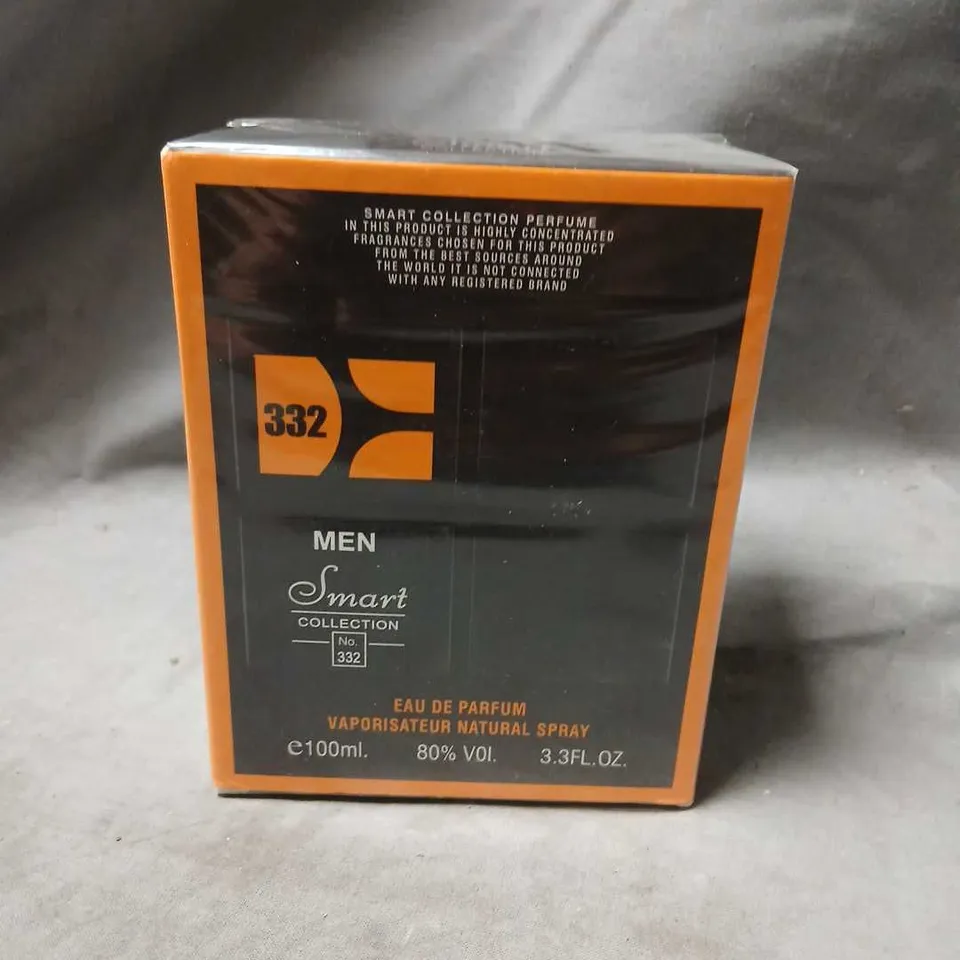 SMART COLLECTION PERFUME
IN THIS PRODUCT IS HIGHLY CONCENTRATED
FRAGRANCES CHOSEN FOR THIS PRODUCT
FROM THE BEST SOURCES AROUND
THE WORLD IT IS NOT CONNECTED
WITH ANY REGISTERED BRAND
332
MEN
Smart
COLLECTION
No.
332
EAU DE PARFUM
VAPORISATEUR NATURAL SPRAY
e100ml. 80% VOl. 3.3FL.OZ.